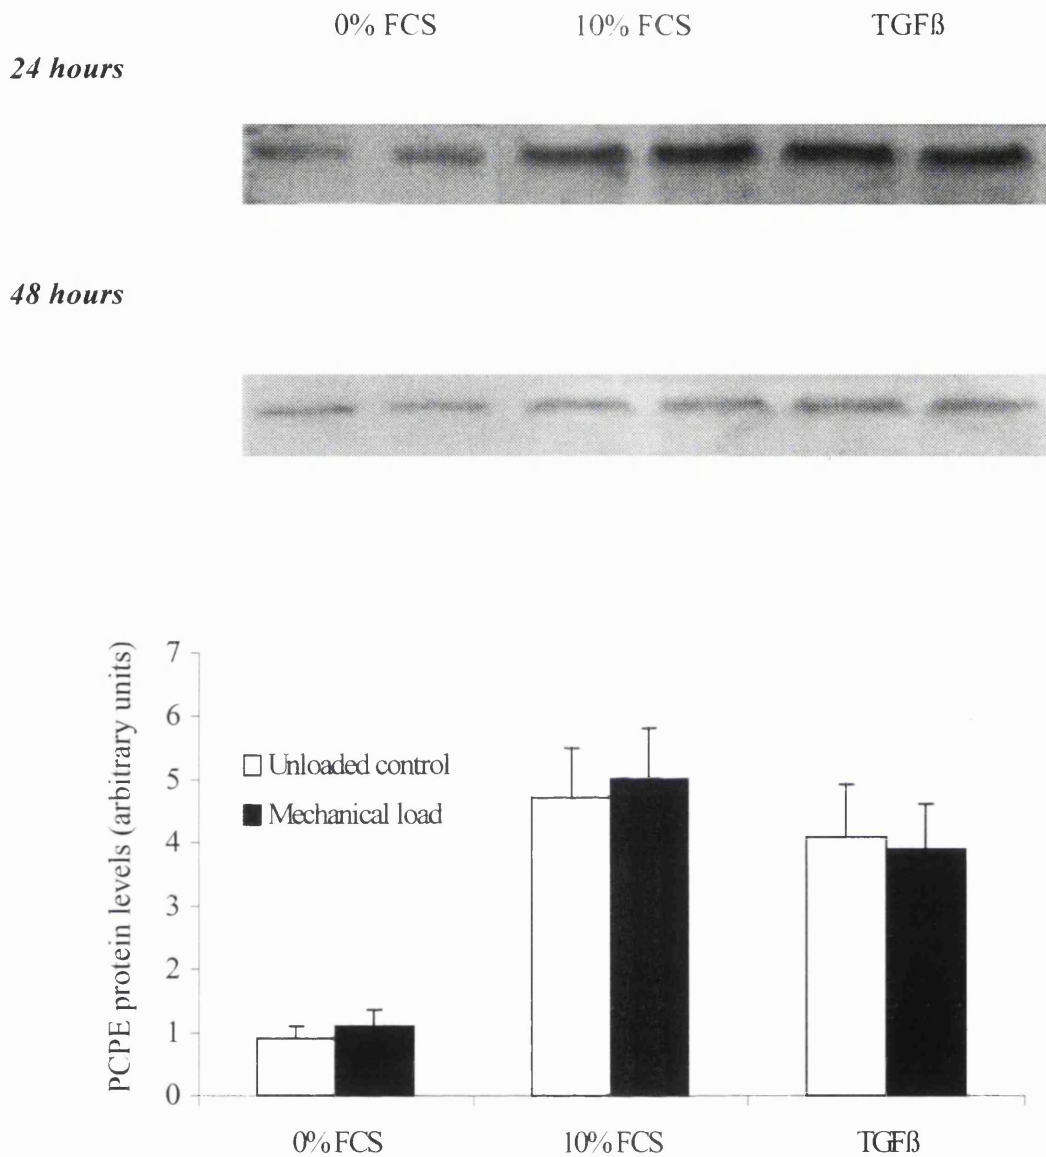 0% FCS 10% FCS TGFß
24 hours
48 hours
PCPE protein levels (arbitrary units)
7
6
5
4
3
2
1
0
Unloaded control
Mechanical load
0% FCS 10% FCS TGFß